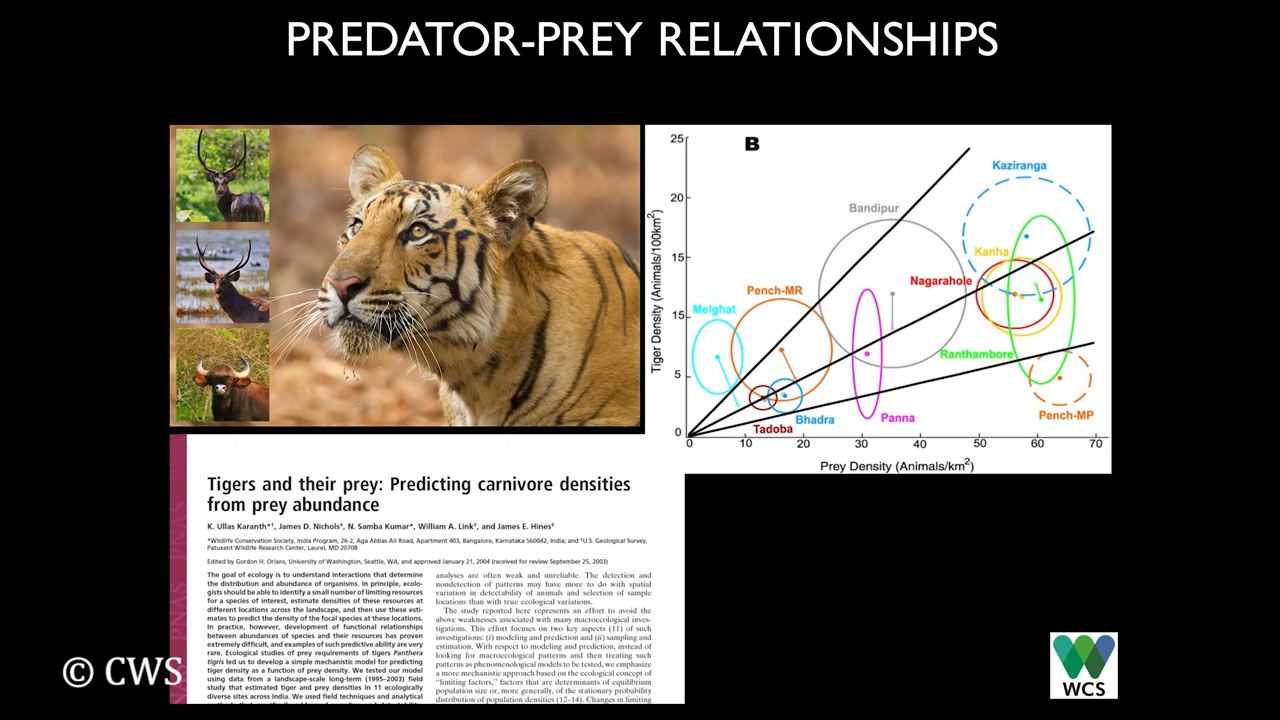 PREDATOR-PREY RELATIONSHIPS
B
25
20
15
15
5
0
Tiger Density (Animals/100km²)
Kaziranga
Bandipur
Kanha
Nagarahole
Pench-MR
Melghat
Ranthambore
Bhadra
Panna
Pench-MP
Tadoba
0 10 20 30 40 50 60 70
Prey Density (Animals/km²)
Tigers and their prey: Predicting carnivore densities
from prey abundance
K. Ullas Karanth*†, James D. Nichols‡, N. Samba Kumar*, William A. Link‡, and James E. Hines‡
*Wildlife Conservation Society, India Program, 26-2, Aga Abbas Ali Road, Apartment 403, Bangalore, Karnataka 560042, India; and ‡U.S. Geological Survey,
Patuxent Wildlife Research Center, Laurel, MD 20708
Edited by Gordon H. Orians, University of Washington, Seattle, WA, and approved January 21, 2004 (received for review September 25, 2003)
The goal of ecology is to understand interactions that determine
the distribution and abundance of organisms. In principle, ecolo-
gists should be able to identify a small number of limiting resources
for a species of interest, estimate densities of these resources at
different locations across the landscape, and then use these esti-
mates to predict the density of the focal species at these locations.
In practice, however, development of functional relationships
between abundances of species and their resources has proven
extremely difficult, and examples of such predictive ability are very
rare. Ecological studies of prey requirements of tigers Panthera
tigris led us to develop a simple mechanistic model for predicting
tiger density as a function of prey density. We tested our model
using data from a landscape-scale long-term (1995–2003) field
study that estimated tiger and prey densities in 11 ecologically
diverse sites across India. We used field techniques and analytical
analyses are often weak and unreliable. The detection and
nondetection of patterns may have more to do with spatial
variation in detectability of animals and selection of sample
locations than with true ecological variations.
The study reported here represents an effort to avoid the
above weaknesses associated with many macroecological inves-
tigations. This effort focuses on two key aspects (11) of such
investigations: (i) modeling and prediction and (ii) sampling and
estimation. With respect to modeling and prediction, instead of
looking for macroecological patterns and then treating such
patterns as phenomenological models to be tested, we emphasize
a more mechanistic approach based on the ecological concept of
"limiting factors," factors that are determinants of equilibrium
population size or, more generally, of the stationary probability
distribution of population densities (12–14). Changes in limiting
© CWS
WCS